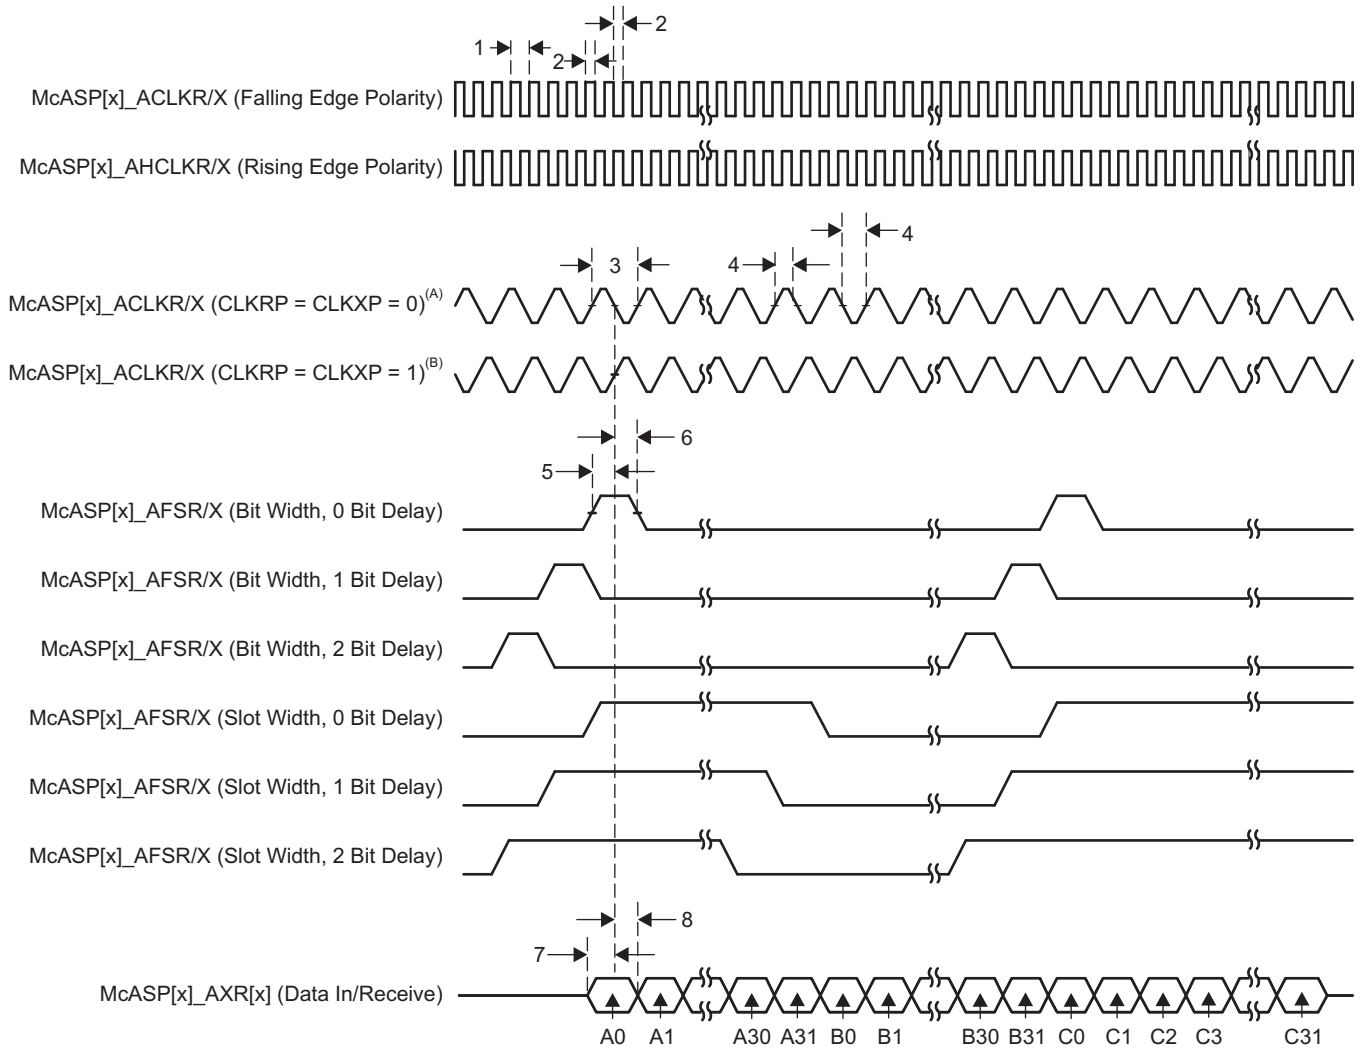 2
1
2
McASP[x]_ACLKR/X (Falling Edge Polarity)
McASP[x]_AHCLKR/X (Rising Edge Polarity)
4
3
4
McASP[x]_ACLKR/X (CLKRP = CLKXP = 0)(A)
McASP[x]_ACLKR/X (CLKRP = CLKXP = 1)(B)
6
5
McASP[x]_AFSR/X (Bit Width, 0 Bit Delay)
McASP[x]_AFSR/X (Bit Width, 1 Bit Delay)
McASP[x]_AFSR/X (Bit Width, 2 Bit Delay)
McASP[x]_AFSR/X (Slot Width, 0 Bit Delay)
McASP[x]_AFSR/X (Slot Width, 1 Bit Delay)
McASP[x]_AFSR/X (Slot Width, 2 Bit Delay)
8
7
McASP[x]_AXR[x] (Data In/Receive)
A0 A1 A30 A31 B0 B1 B30 B31 C0 C1 C2 C3 C31